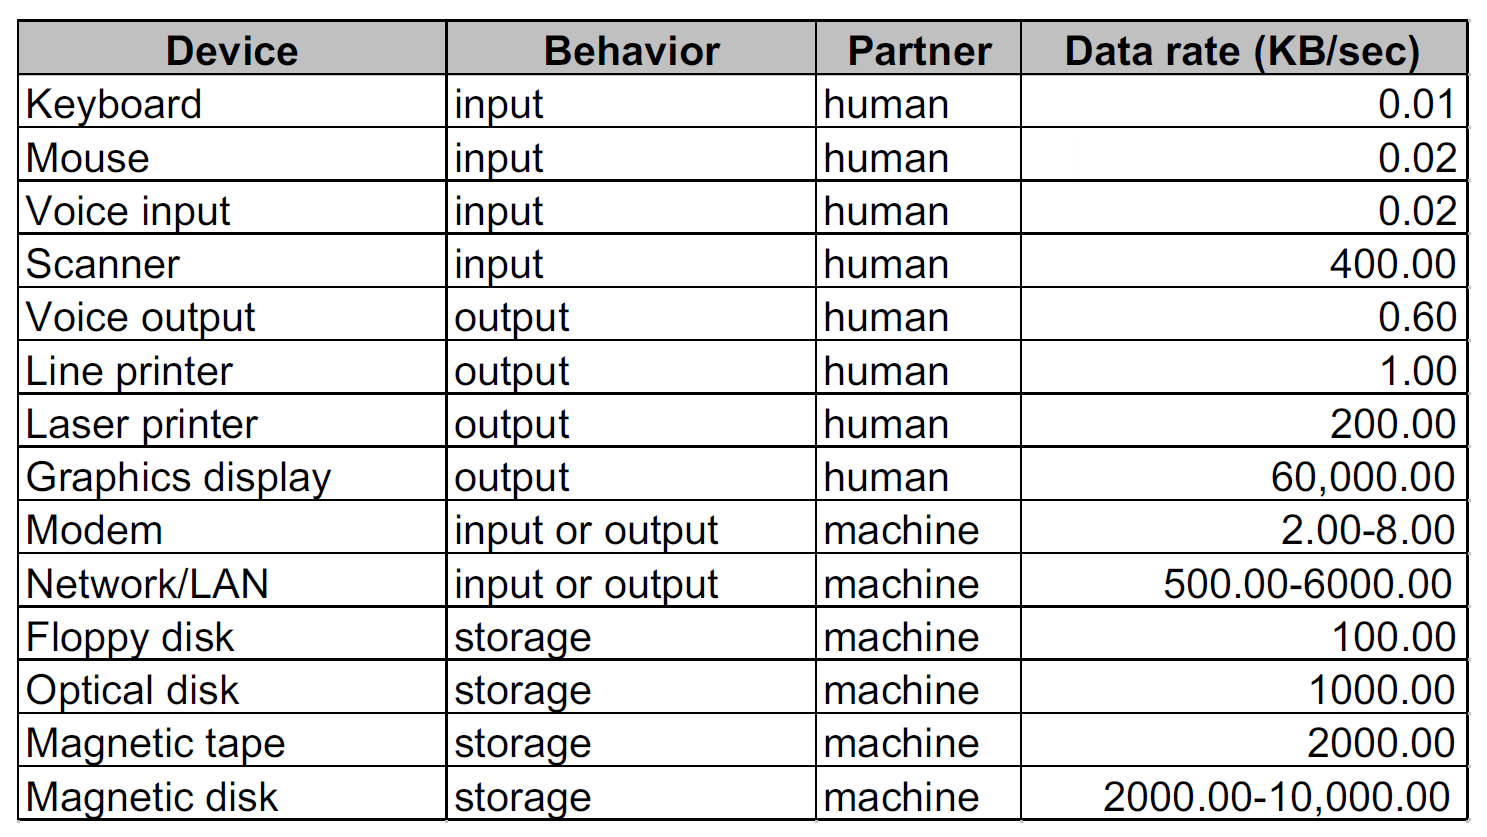 Device Behavior Partner Data rate (KB/sec)
Keyboard input human 0.01
Mouse input human 0.02
Voice input input human 0.02
Scanner input human 400.00
Voice output output human 0.60
Line printer output human 1.00
Laser printer output human 200.00
Graphics display output human 60,000.00
Modem input or output machine 2.00-8.00
Network/LAN input or output machine 500.00-6000.00
Floppy disk storage machine 100.00
Optical disk storage machine 1000.00
Magnetic tape storage machine 2000.00
Magnetic disk storage machine 2000.00-10,000.00